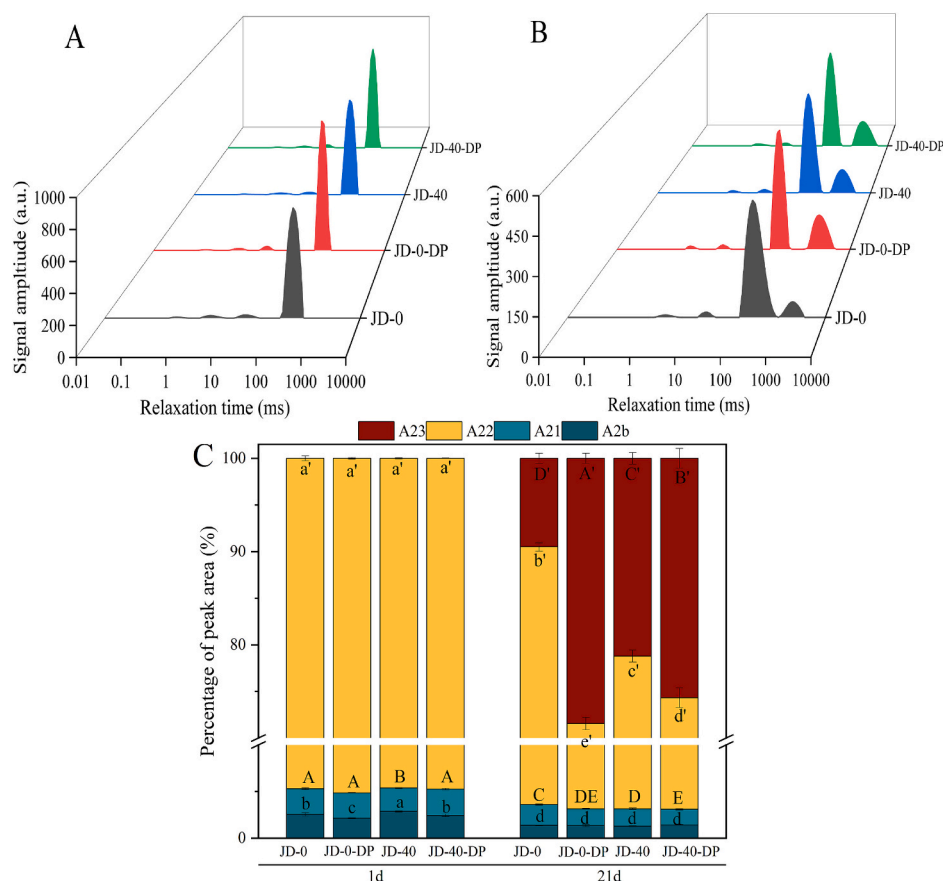 A
Signal ampltiude (a.u.)
1000
800
600
400
200
0
0.01 0.1 1 10 100 1000 10000
Relaxation time (ms)
JD-40-DP
JD-40
JD-0-DP
JD-0
B
Signal ampltiude (a.u.)
600
450
300
150
0
0.01 0.1 1 10 100 1000 10000
Relaxation time (ms)
JD-40-DP
JD-40
JD-0-DP
JD-0
A23 A22 A21 A2b
C
Percentage of peak area (%)
100
90
80
0
a' a' a' a' D' A' C' B'
b' e' c' d'
A A B A C DE D E
b c a b d d d d
JD-0 JD-0-DP JD-40 JD-40-DP JD-0 JD-0-DP JD-40 JD-40-DP
1d 21d